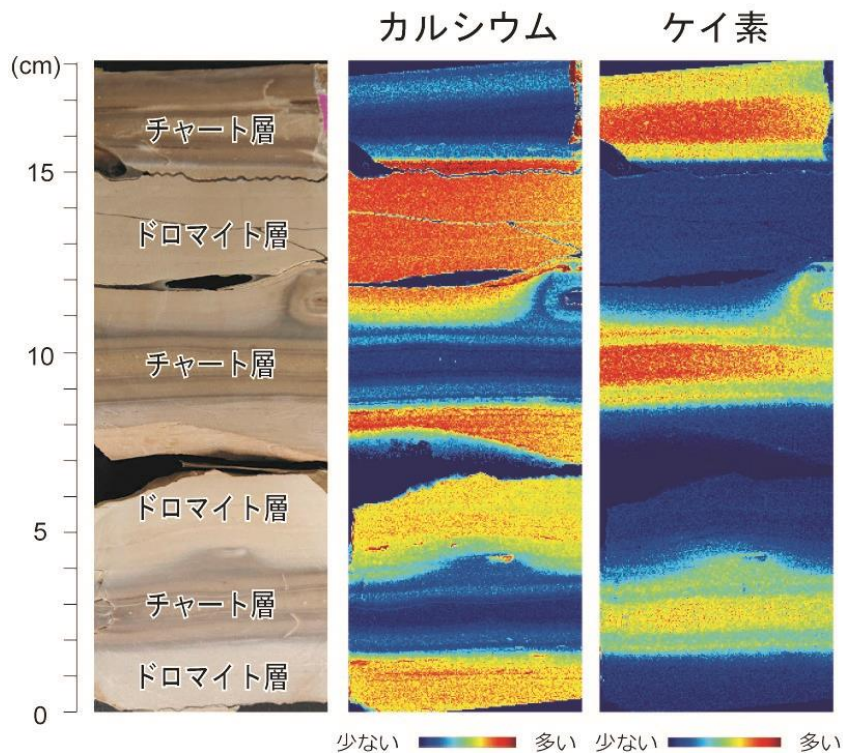 カルシウム
ケイ素
(cm)
チャート層
15
ドロマイト層
10
チャート層
ドロマイト層
5
チャート層
ドロマイト層
0
少ない 多い 少ない 多い